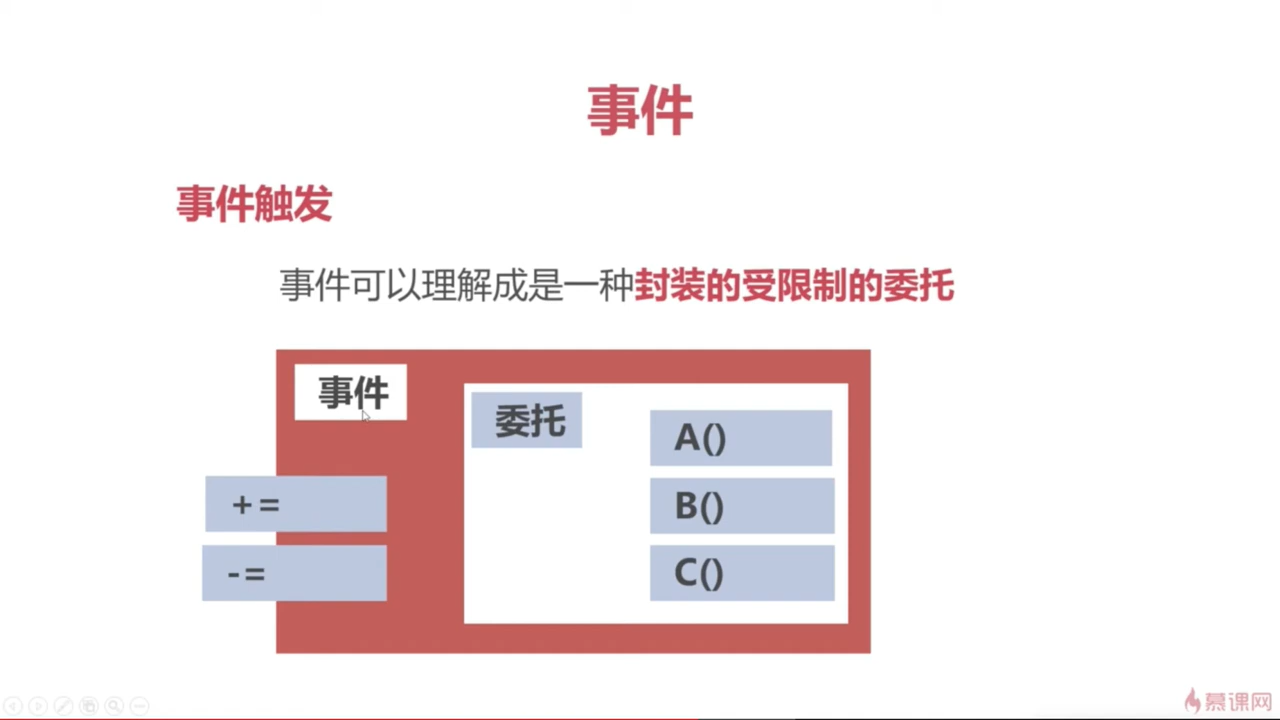 事件
事件触发
事件可以理解成是一种封装的受限制的委托
事件
委托
A()
B()
C()
+=
-=
慕课网